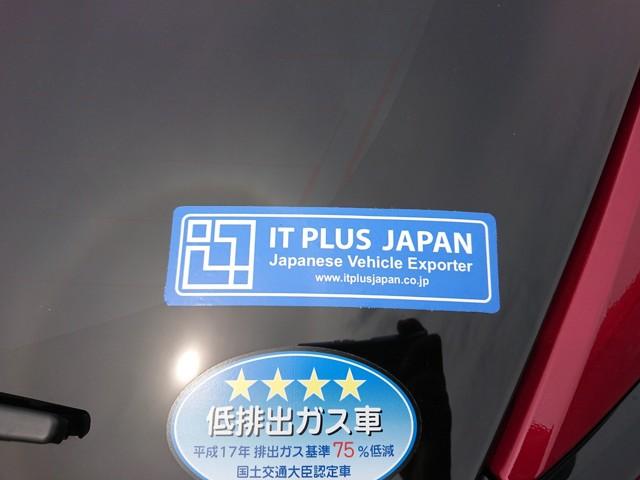 IT PLUS JAPAN
Japanese Vehicle Exporter
www.itplusjapan.co.jp
★★★★
低排出ガス車
平成17年 排出ガス基準 75%低減
国土交通大臣認定車